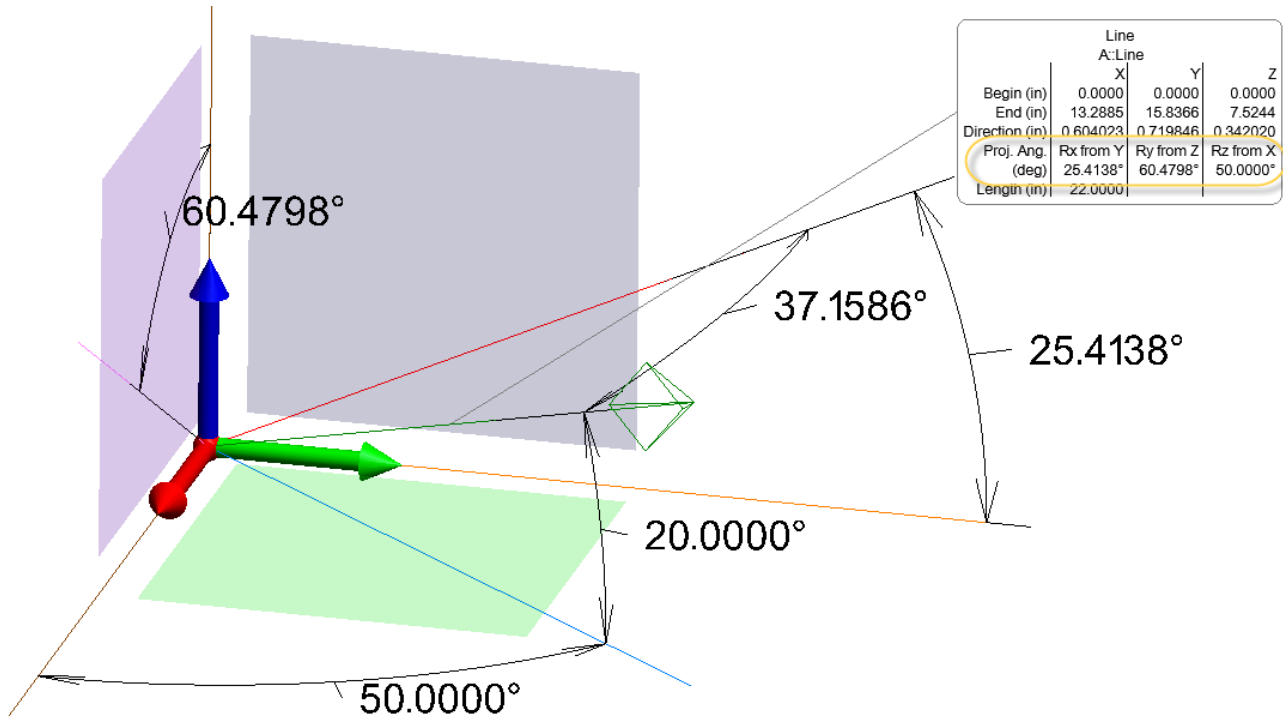 Line
A::Line
X Y Z
Begin (in) 0.0000 0.0000 0.0000
End (in) 13.2885 15.8366 7.5244
Direction (in) 0.604023 0.719846 0.342020
Proj. Ang. Rx from Y Ry from Z Rz from X
(deg) 25.4138° 60.4798° 50.0000°
Length (in) 22.0000
60.4798°
37.1586°
25.4138°
20.0000°
50.0000°